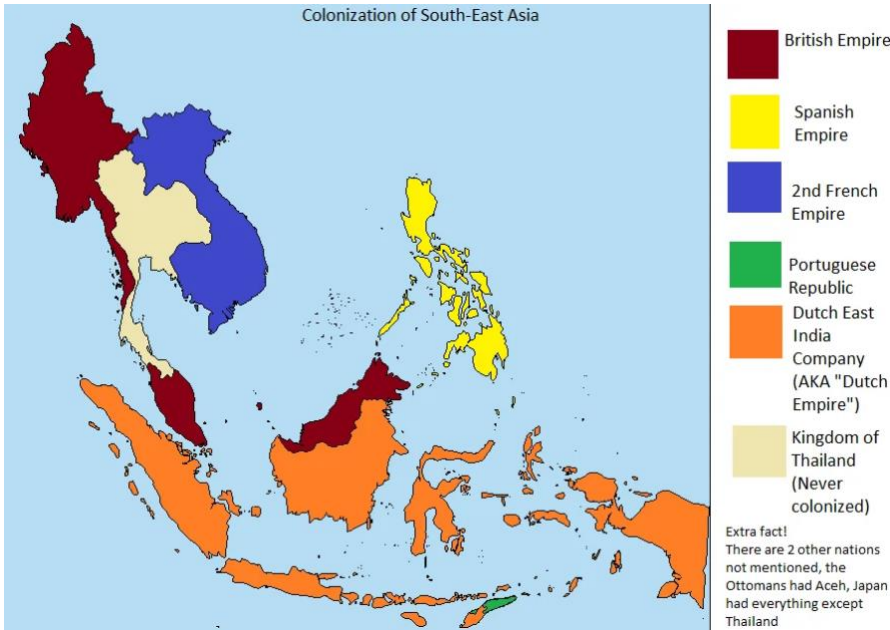 Colonization of South-East Asia
British Empire
Spanish
Empire
2nd French
Empire
Portuguese
Republic
Dutch East
India
Company
(AKA "Dutch
Empire")
Kingdom of
Thailand
(Never
colonized)
Extra fact!
There are 2 other nations
not mentioned, the
Ottomans had Aceh, Japan
had everything except
Thailand